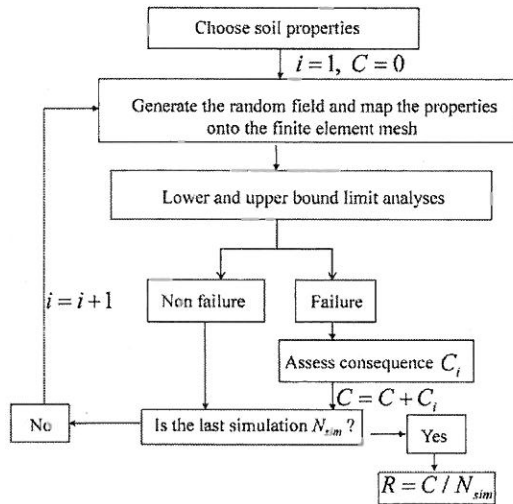 Choose soil properties
i=1, C=0
Generate the random field and map the properties
onto the finite element mesh
Lower and upper bound limit analyses
i=i+1
Non failure
Failure
Assess consequence C_i
C=C+C_i
No
Is the last simulation N_sim ?
Yes
R=C/N_sim